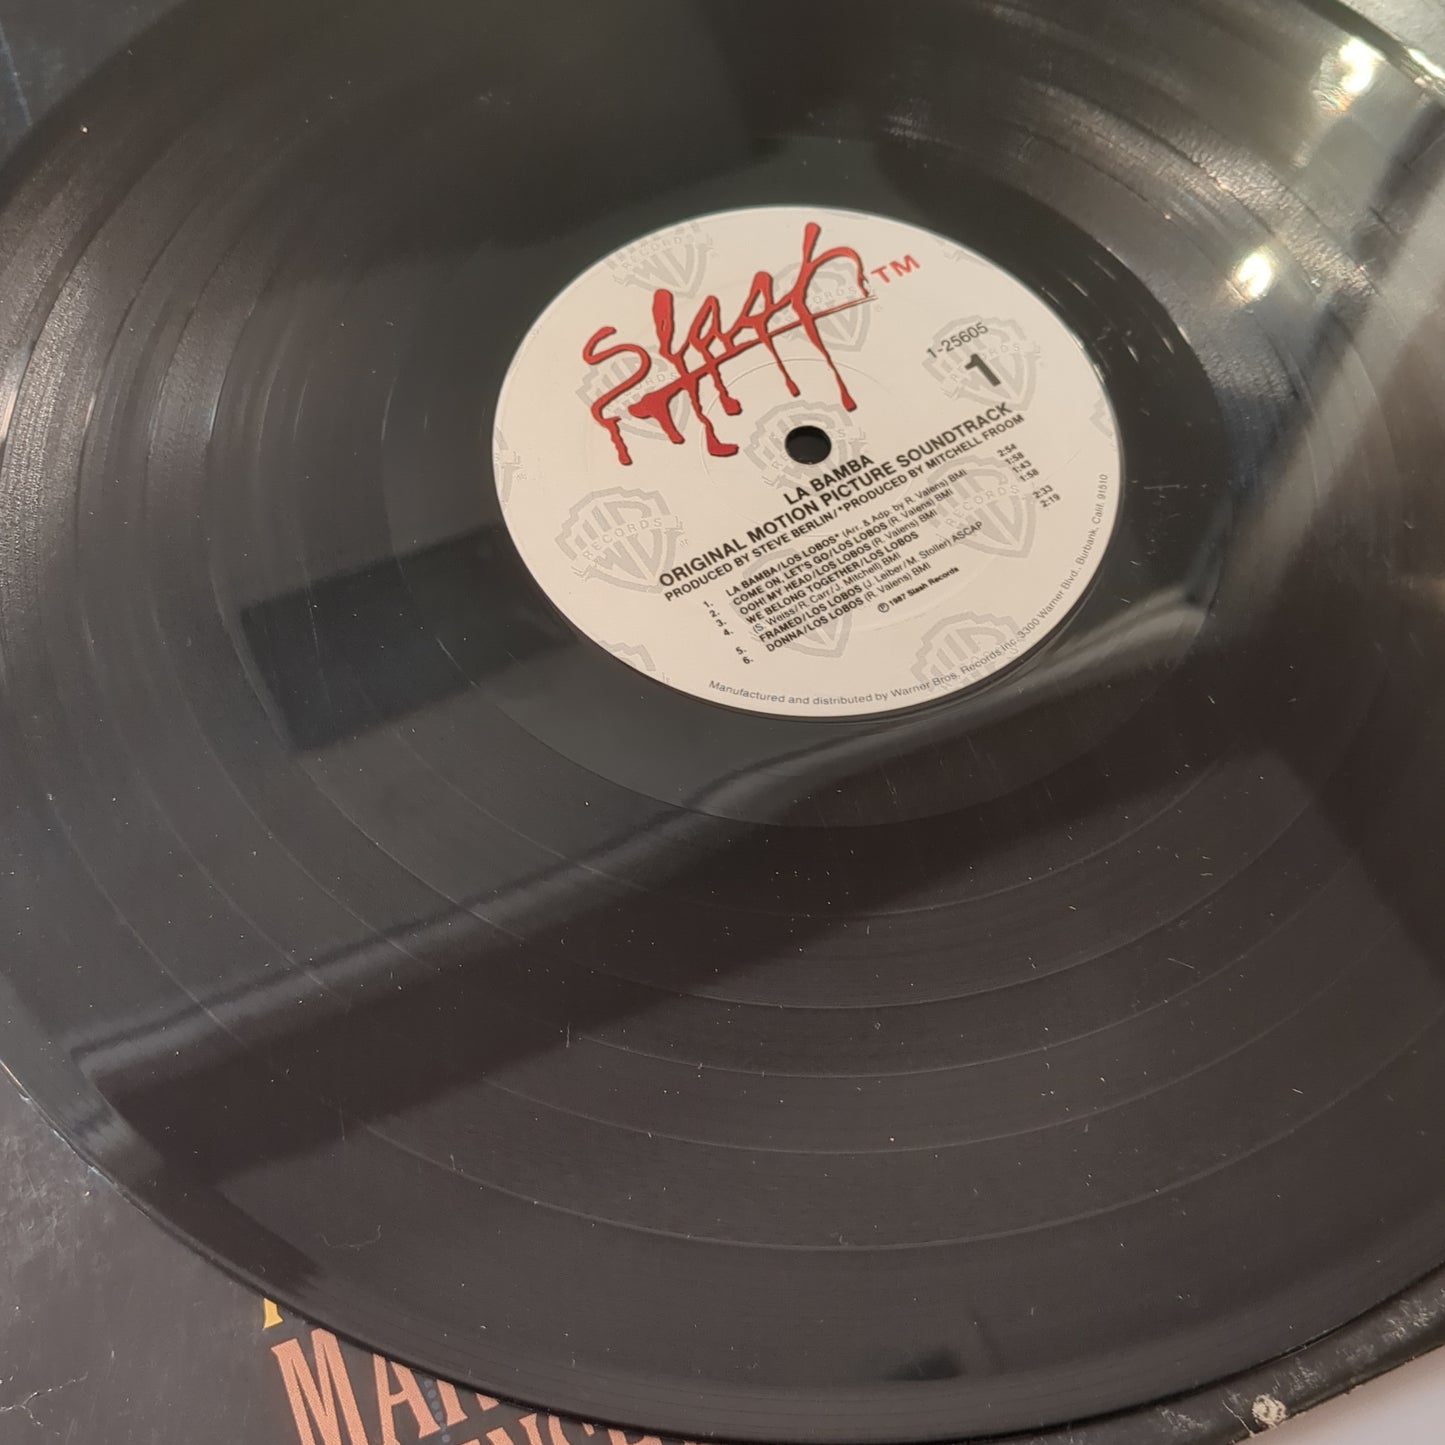 slash TM
1-25605
1
LA BAMBA
ORIGINAL MOTION PICTURE SOUNDTRACK
PRODUCED BY STEVE BERLIN/*PRODUCED BY MITCHELL FROOM
1. LA BAMBA/LOS LOBOS* (Arr. & Adp. by R. Valens) BMI 2:54
2. COME ON, LET'S GO/LOS LOBOS (R. Valens) BMI 1:58
3. OOH! MY HEAD/LOS LOBOS (R. Valens) BMI 1:43
4. WE BELONG TOGETHER/LOS LOBOS 1:58
(S. Weiss/R. Carr/J. Mitchell) BMI
5. FRAMED/LOS LOBOS (J. Leiber/M. Stoller) ASCAP 2:33
6. DONNA/LOS LOBOS (R. Valens) BMI 2:19
℗ 1987 Slash Records
Manufactured and distributed by Warner Bros. Records Inc. 3300 Warner Blvd., Burbank, Calif. 91510
WB RECORDS